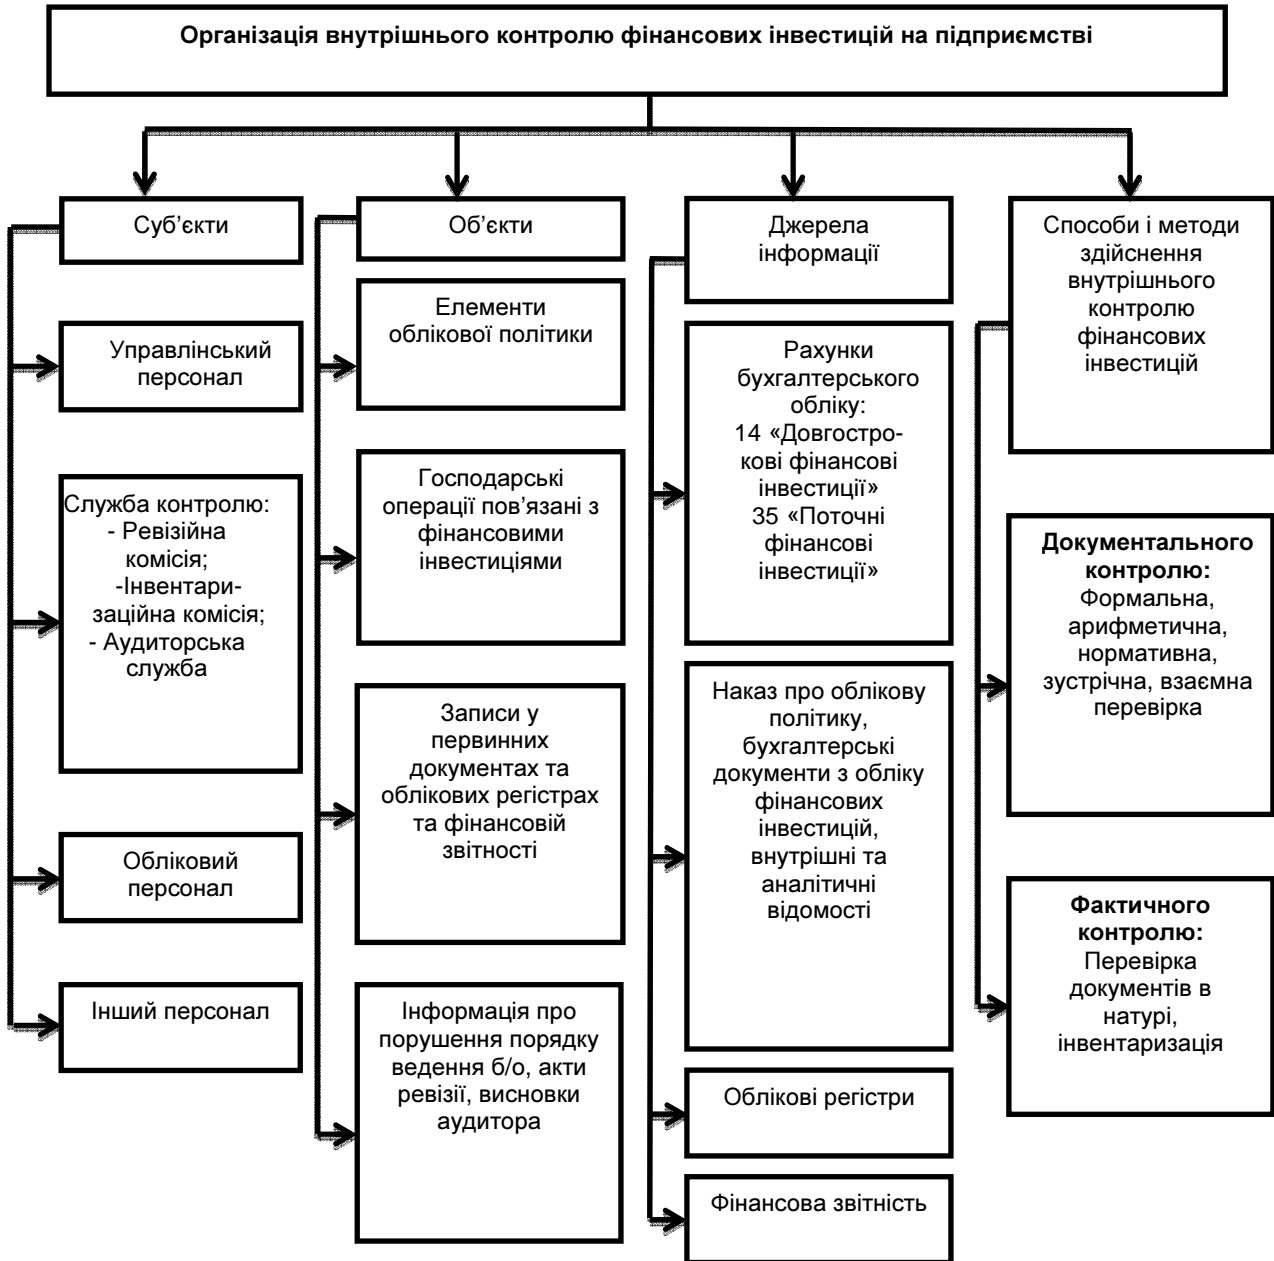 Організація внутрішнього контролю фінансових інвестицій на підприємстві
Суб’єкти
Управлінський
персонал
Служба контролю:
- Ревізійна
комісія;
-Інвентари-
заційна комісія;
- Аудиторська
служба
Обліковий
персонал
Інший персонал
Об’єкти
Елементи
облікової політики
Господарські
операції пов’язані з
фінансовими
інвестиціями
Записи у
первинних
документах та
облікових регістрах
та фінансовій
звітності
Інформація про
порушення порядку
ведення б/о, акти
ревізії, висновки
аудитора
Джерела
інформації
Рахунки
бухгалтерського
обліку:
14 «Довгостро-
кові фінансові
інвестиції»
35 «Поточні
фінансові
інвестиції»
Наказ про облікову
політику,
бухгалтерські
документи з обліку
фінансових
інвестицій,
внутрішні та
аналітичні
відомості
Облікові регістри
Фінансова звітність
Способи і методи
здійснення
внутрішнього
контролю
фінансових
інвестицій
Документального
контролю:
Формальна,
арифметична,
нормативна,
зустрічна, взаємна
перевірка
Фактичного
контролю:
Перевірка
документів в
натурі,
інвентаризація